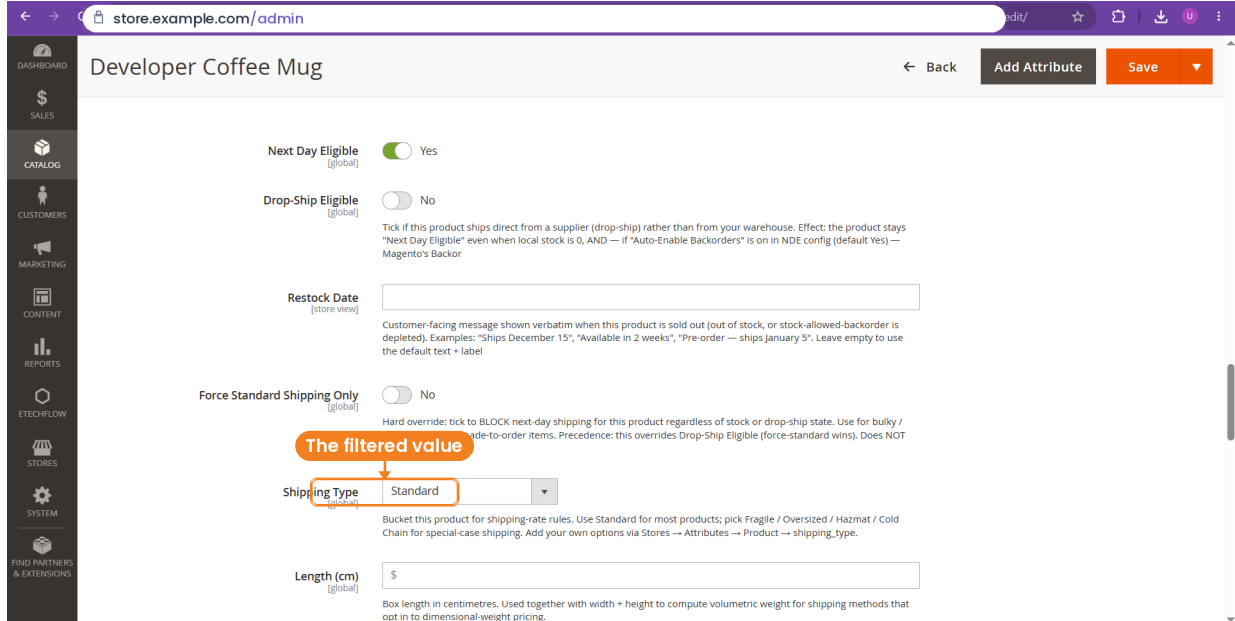 store.example.com/admin
edit/
U
DASHBOARD
$
SALES
CATALOG
CUSTOMERS
MARKETING
CONTENT
REPORTS
ETECHFLOW
STORES
SYSTEM
FIND PARTNERS
& EXTENSIONS
Developer Coffee Mug
← Back
Add Attribute
Save
Next Day Eligible
[global]
Yes
Drop-Ship Eligible
[global]
No
Tick if this product ships direct from a supplier (drop-ship) rather than from your warehouse. Effect: the product stays
"Next Day Eligible" even when local stock is 0, AND — if "Auto-Enable Backorders" is on in NDE config (default Yes) —
Magento's Backor
Restock Date
[store view]
Customer-facing message shown verbatim when this product is sold out (out of stock, or stock-allowed-backorder is
depleted). Examples: "Ships December 15", "Available in 2 weeks", "Pre-order — ships January 5". Leave empty to use
the default text + label
Force Standard Shipping Only
[global]
No
Hard override: tick to BLOCK next-day shipping for this product regardless of stock or drop-ship state. Use for bulky /
ade-to-order items. Precedence: this overrides Drop-Ship Eligible (force-standard wins). Does NOT
The filtered value
Shipping Type
[global]
Standard
Bucket this product for shipping-rate rules. Use Standard for most products; pick Fragile / Oversized / Hazmat / Cold
Chain for special-case shipping. Add your own options via Stores → Attributes → Product → shipping_type.
Length (cm)
[global]
$
Box length in centimetres. Used together with width + height to compute volumetric weight for shipping methods that
opt in to dimensional-weight pricing.